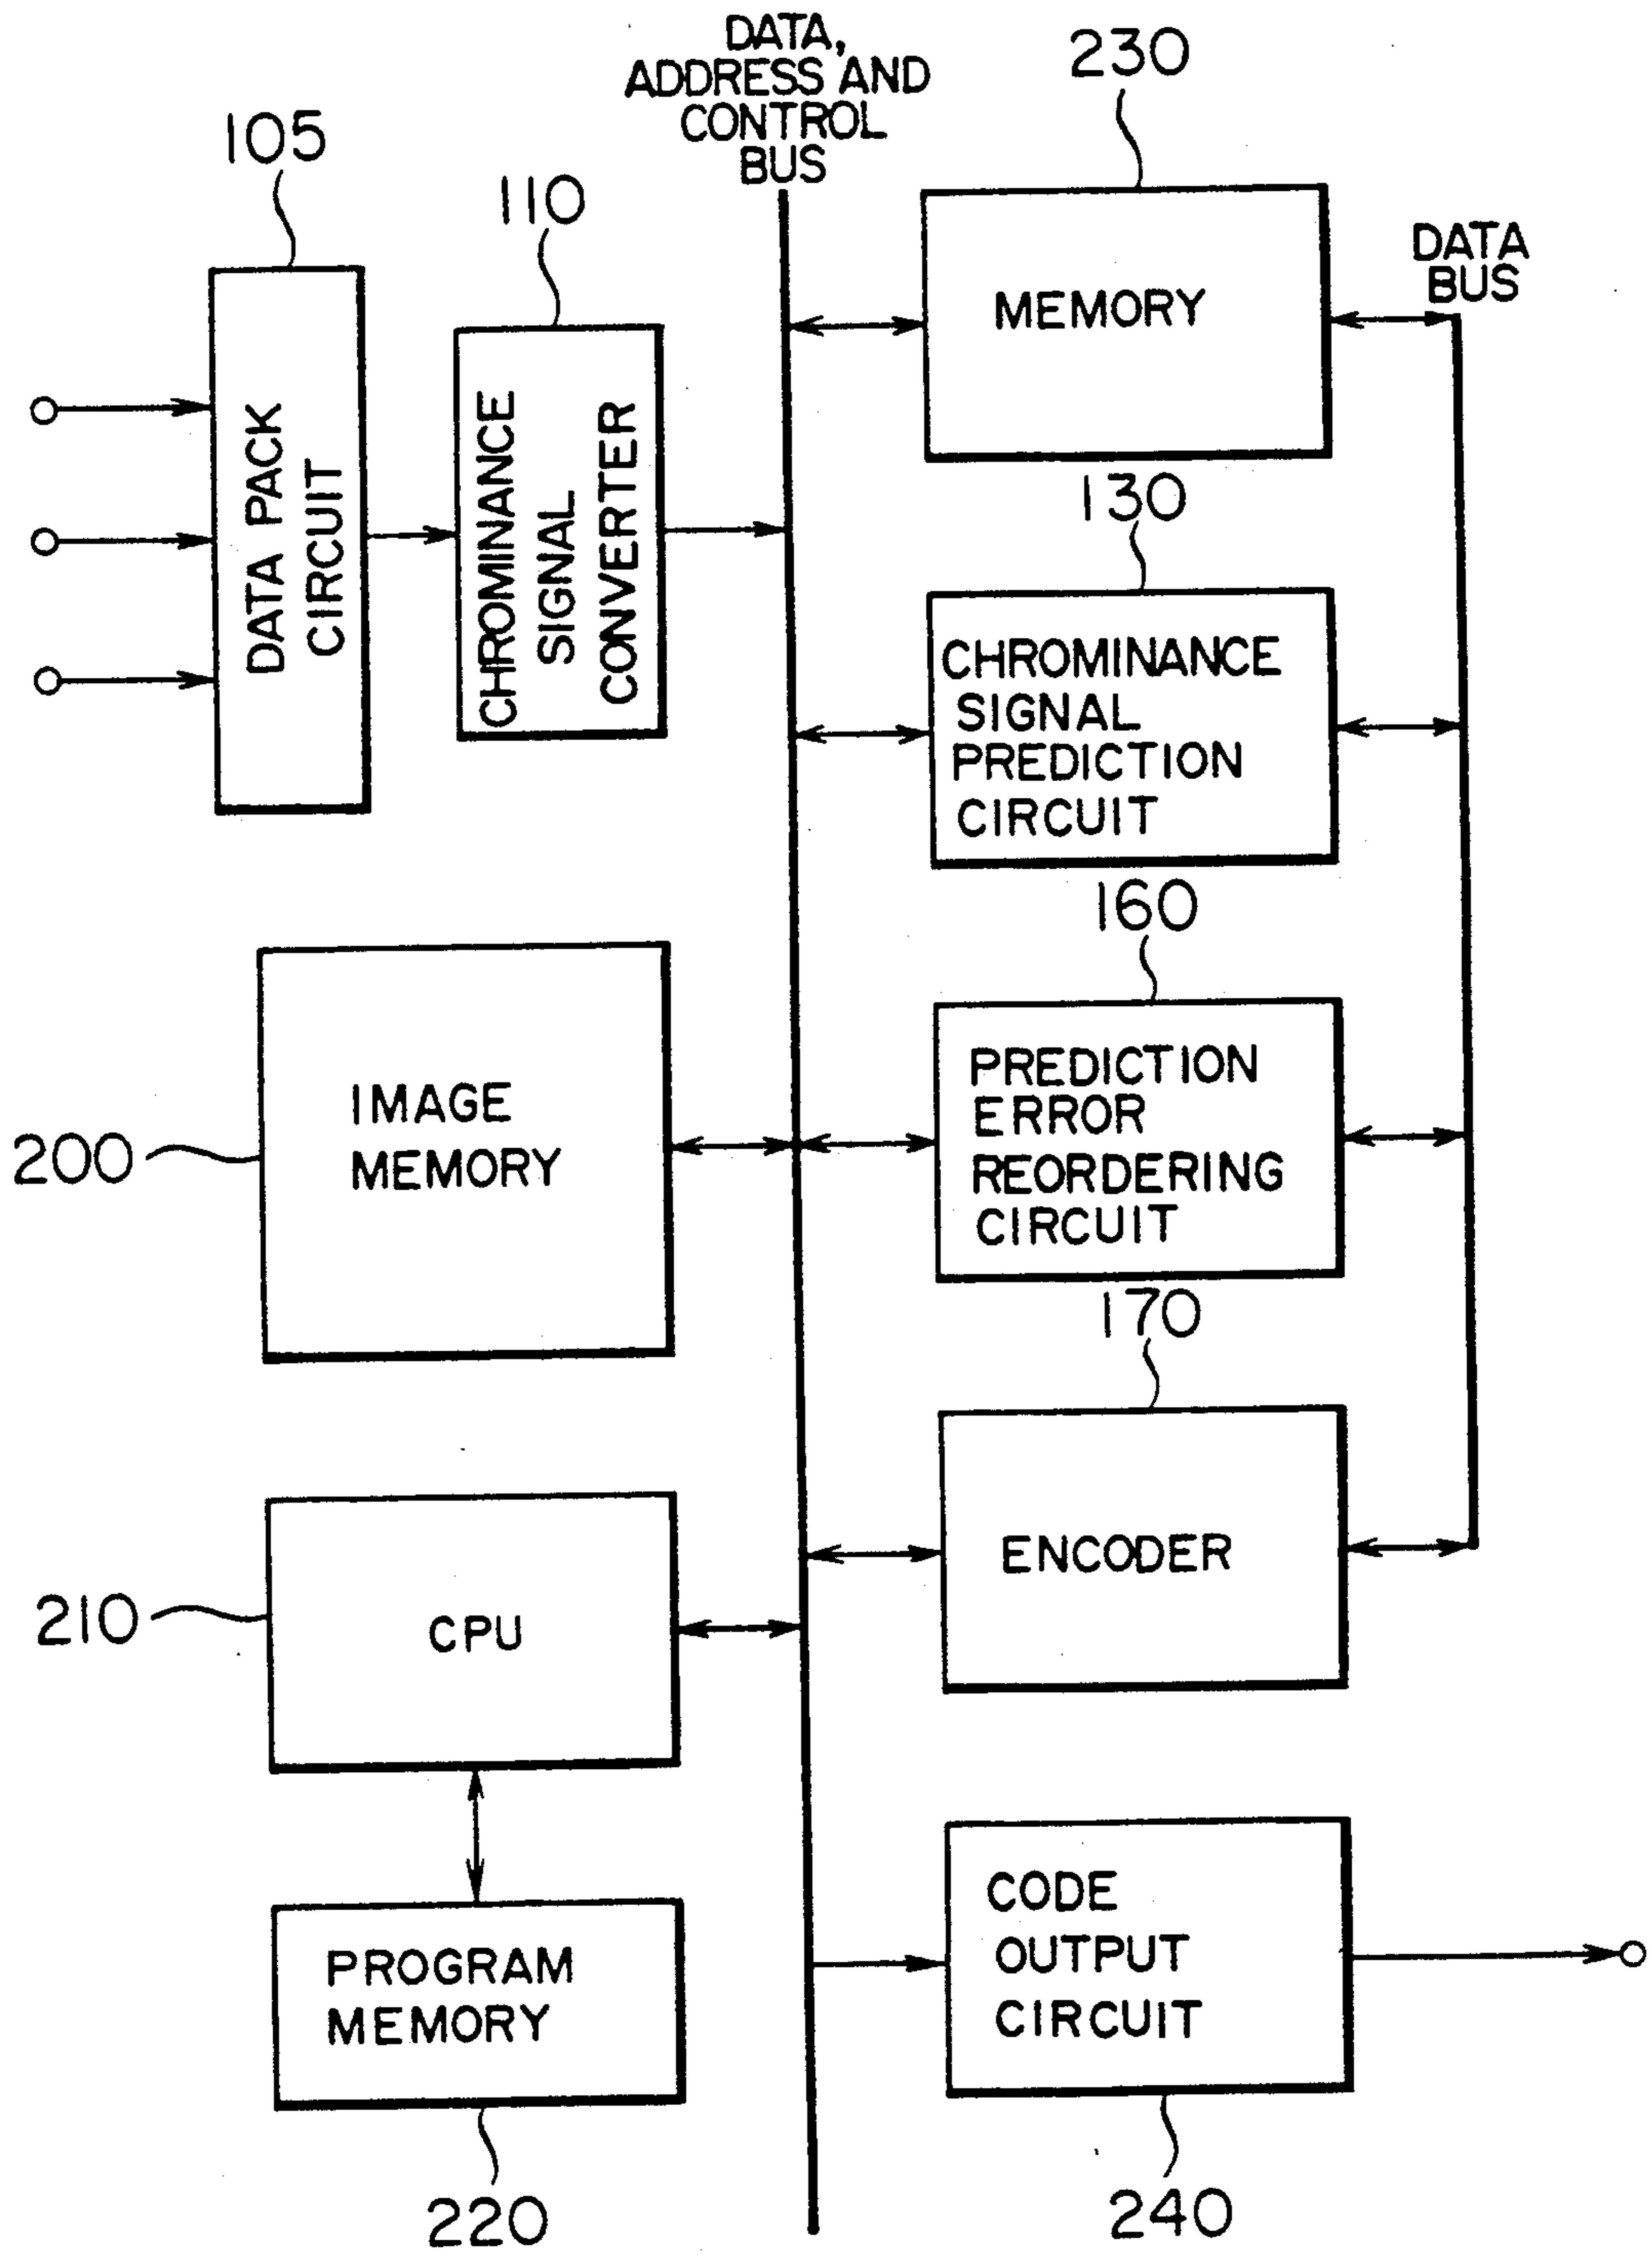 DATA,
ADDRESS AND
CONTROL
BUS
230
105
110
DATA
BUS
MEMORY
DATA PACK
CIRCUIT
CHROMINANCE
SIGNAL
CONVERTER
130
CHROMINANCE
SIGNAL
PREDICTION
CIRCUIT
160
IMAGE
MEMORY
200
PREDICTION
ERROR
REORDERING
CIRCUIT
170
ENCODER
210
CPU
CODE
OUTPUT
CIRCUIT
PROGRAM
MEMORY
220
240